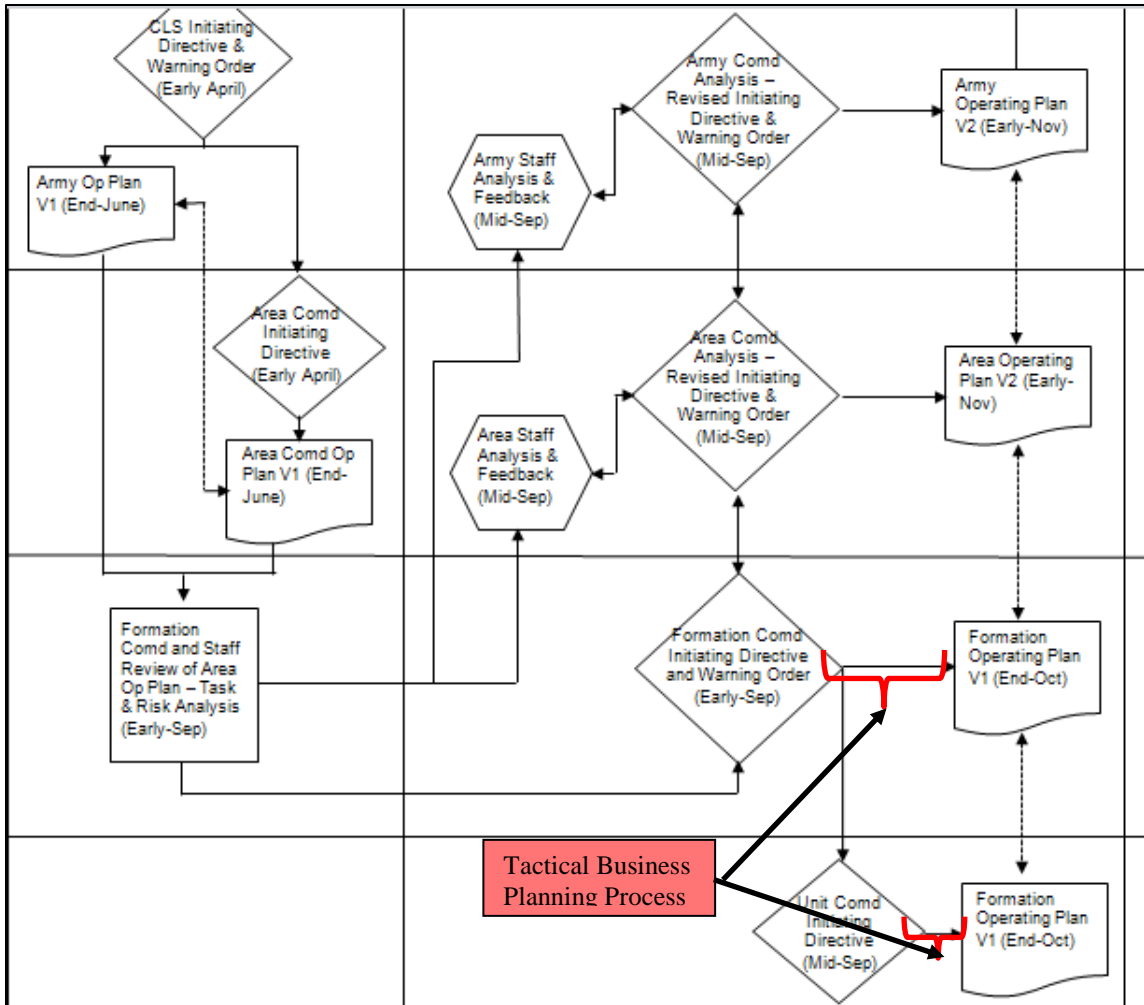 CLS Initiating
Directive &
Warning Order
(Early April)
Army Op Plan
V1 (End-June)
Area Comd
Initiating
Directive
(Early April)
Area Comd Op
Plan V1 (End-
June)
Formation
Comd and Staff
Review of Area
Op Plan – Task
& Risk Analysis
(Early-Sep)
Army Staff
Analysis &
Feedback
(Mid-Sep)
Army Comd
Analysis –
Revised Initiating
Directive &
Warning Order
(Mid-Sep)
Army
Operating Plan
V2 (Early-Nov)
Area Staff
Analysis &
Feedback
(Mid-Sep)
Area Comd
Analysis –
Revised Initiating
Directive &
Warning Order
(Mid-Sep)
Area Operating
Plan V2 (Early-
Nov)
Formation Comd
Initiating Directive
and Warning Order
(Early-Sep)
Formation
Operating Plan
V1 (End-Oct)
Tactical Business
Planning Process
Unit Comd
Initiating
Directive
(Mid-Sep)
Formation
Operating Plan
V1 (End-Oct)